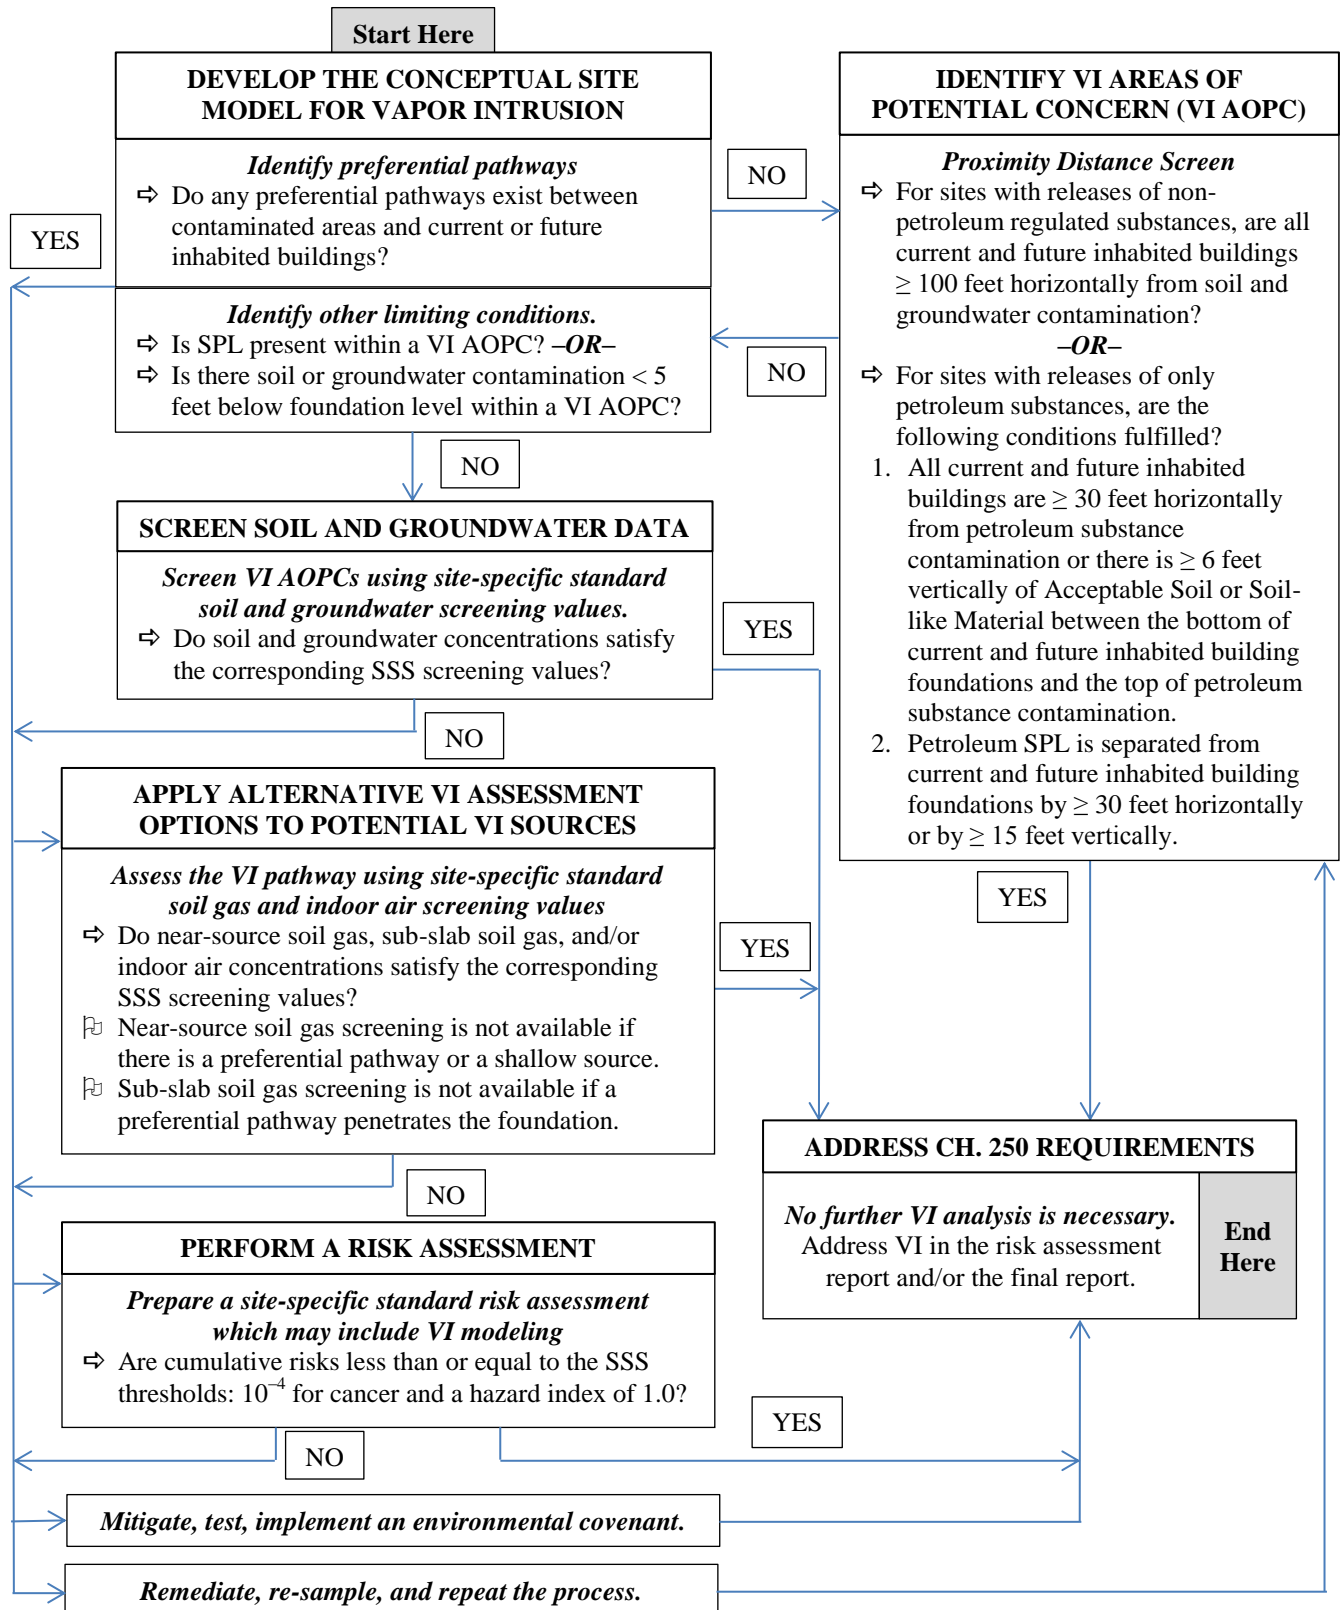 Start Here
DEVELOP THE CONCEPTUAL SITE
MODEL FOR VAPOR INTRUSION
Identify preferential pathways
⇨ Do any preferential pathways exist between
contaminated areas and current or future
inhabited buildings?
YES
NO
Identify other limiting conditions.
⇨ Is SPL present within a VI AOPC? –OR–
⇨ Is there soil or groundwater contamination < 5
feet below foundation level within a VI AOPC?
NO
NO
IDENTIFY VI AREAS OF
POTENTIAL CONCERN (VI AOPC)
Proximity Distance Screen
⇨ For sites with releases of non-
petroleum regulated substances, are all
current and future inhabited buildings
≥ 100 feet horizontally from soil and
groundwater contamination?
–OR–
⇨ For sites with releases of only
petroleum substances, are the
following conditions fulfilled?
1. All current and future inhabited
buildings are ≥ 30 feet horizontally
from petroleum substance
contamination or there is ≥ 6 feet
vertically of Acceptable Soil or Soil-
like Material between the bottom of
current and future inhabited building
foundations and the top of petroleum
substance contamination.
2. Petroleum SPL is separated from
current and future inhabited building
foundations by ≥ 30 feet horizontally
or by ≥ 15 feet vertically.
YES
SCREEN SOIL AND GROUNDWATER DATA
Screen VI AOPCs using site-specific standard
soil and groundwater screening values.
⇨ Do soil and groundwater concentrations satisfy
the corresponding SSS screening values?
YES
NO
APPLY ALTERNATIVE VI ASSESSMENT
OPTIONS TO POTENTIAL VI SOURCES
Assess the VI pathway using site-specific standard
soil gas and indoor air screening values
⇨ Do near-source soil gas, sub-slab soil gas, and/or
indoor air concentrations satisfy the corresponding
SSS screening values?
Near-source soil gas screening is not available if
there is a preferential pathway or a shallow source.
Sub-slab soil gas screening is not available if a
preferential pathway penetrates the foundation.
YES
NO
ADDRESS CH. 250 REQUIREMENTS
No further VI analysis is necessary.
Address VI in the risk assessment
report and/or the final report.
End
Here
PERFORM A RISK ASSESSMENT
Prepare a site-specific standard risk assessment
which may include VI modeling
⇨ Are cumulative risks less than or equal to the SSS
thresholds: 10⁻⁴ for cancer and a hazard index of 1.0?
YES
NO
Mitigate, test, implement an environmental covenant.
Remediate, re-sample, and repeat the process.